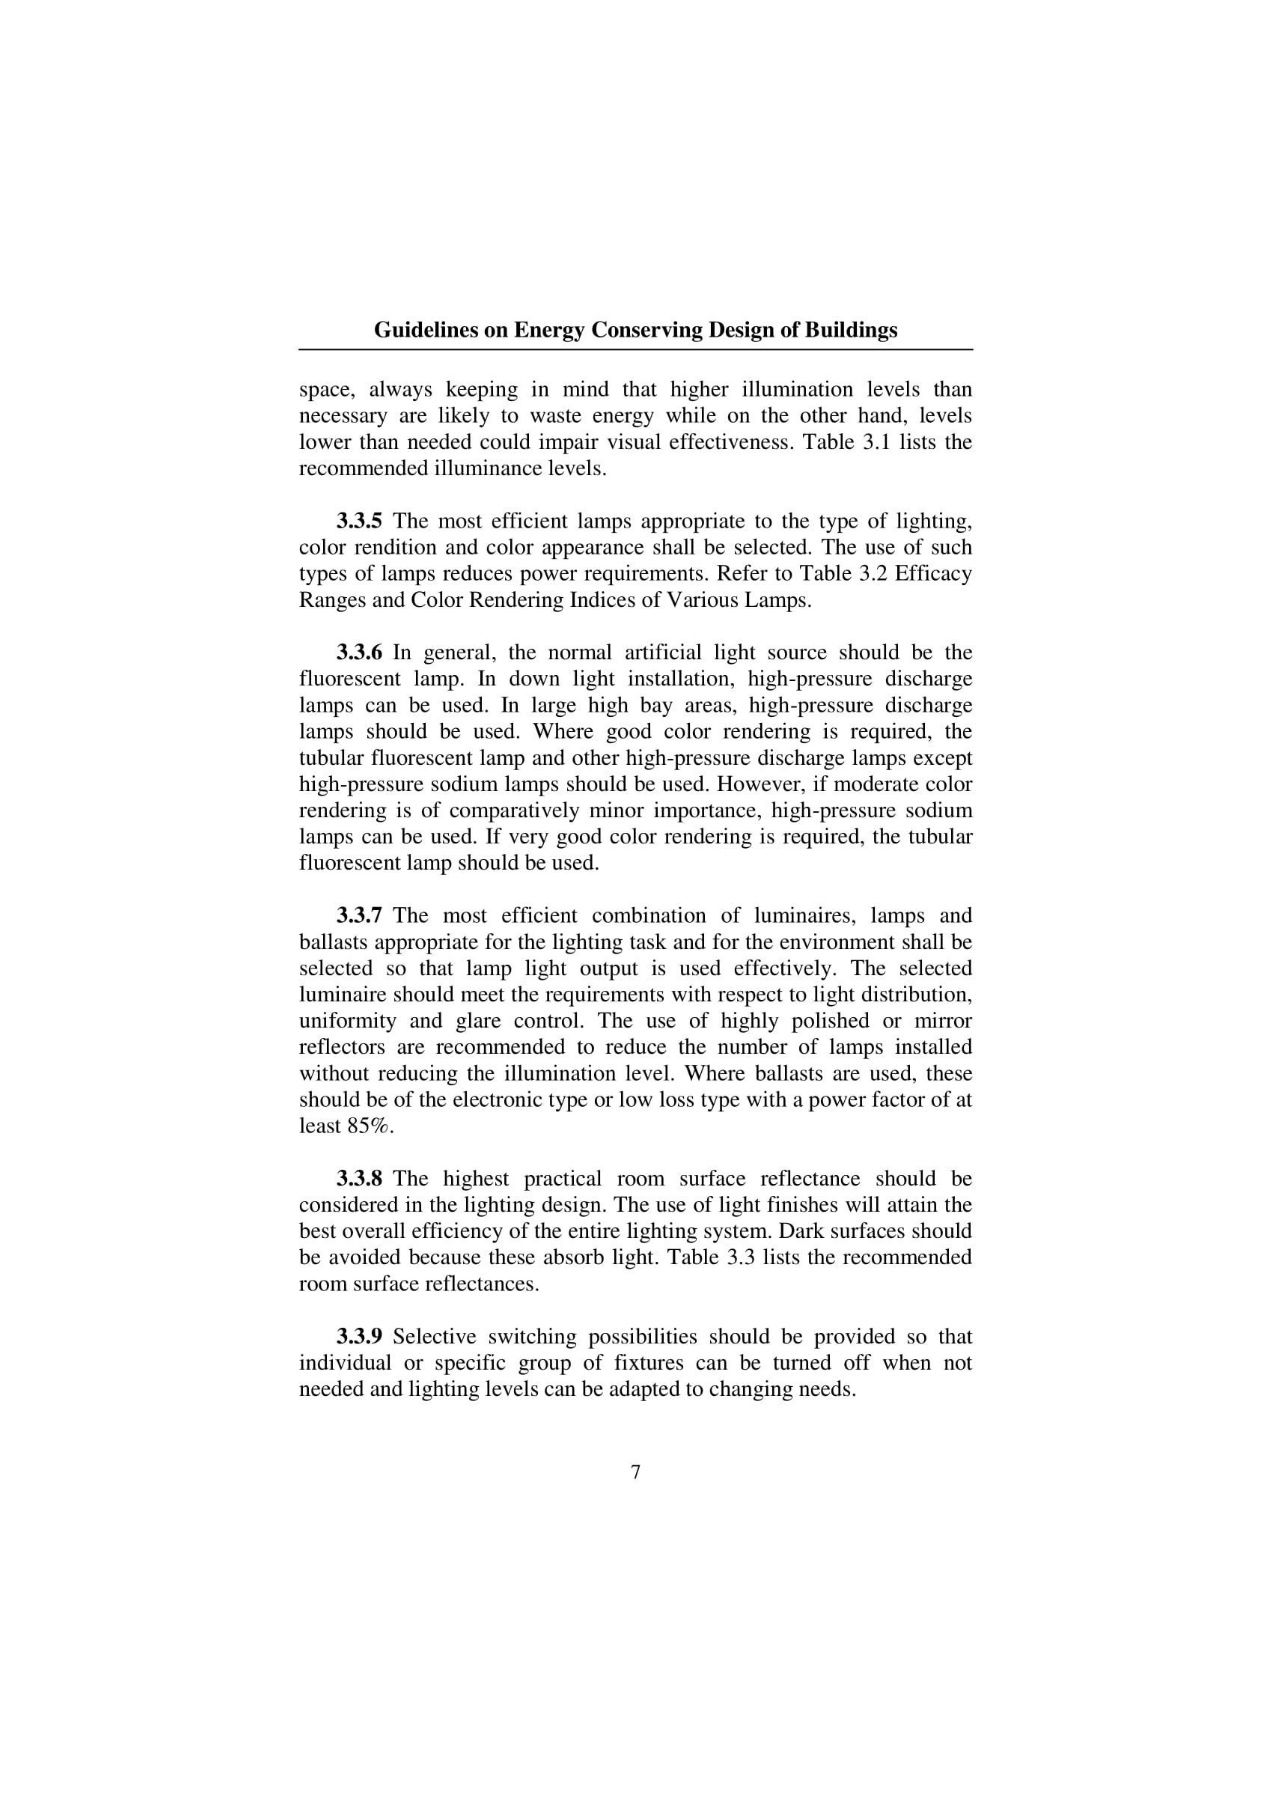 Guidelines on Energy Conserving Design of Buildings
space, always keeping in mind that higher illumination levels than
necessary are likely to waste energy while on the other hand, levels
lower than needed could impair visual effectiveness. Table 3.1 lists the
recommended illuminance levels.
3.3.5 The most efficient lamps appropriate to the type of lighting,
color rendition and color appearance shall be selected. The use of such
types of lamps reduces power requirements. Refer to Table 3.2 Efficacy
Ranges and Color Rendering Indices of Various Lamps.
3.3.6 In general, the normal artificial light source should be the
fluorescent lamp. In down light installation, high-pressure discharge
lamps can be used. In large high bay areas, high-pressure discharge
lamps should be used. Where good color rendering is required, the
tubular fluorescent lamp and other high-pressure discharge lamps except
high-pressure sodium lamps should be used. However, if moderate color
rendering is of comparatively minor importance, high-pressure sodium
lamps can be used. If very good color rendering is required, the tubular
fluorescent lamp should be used.
3.3.7 The most efficient combination of luminaires, lamps and
ballasts appropriate for the lighting task and for the environment shall be
selected so that lamp light output is used effectively. The selected
luminaire should meet the requirements with respect to light distribution,
uniformity and glare control. The use of highly polished or mirror
reflectors are recommended to reduce the number of lamps installed
without reducing the illumination level. Where ballasts are used, these
should be of the electronic type or low loss type with a power factor of at
least 85%.
3.3.8 The highest practical room surface reflectance should be
considered in the lighting design. The use of light finishes will attain the
best overall efficiency of the entire lighting system. Dark surfaces should
be avoided because these absorb light. Table 3.3 lists the recommended
room surface reflectances.
3.3.9 Selective switching possibilities should be provided so that
individual or specific group of fixtures can be turned off when not
needed and lighting levels can be adapted to changing needs.
7